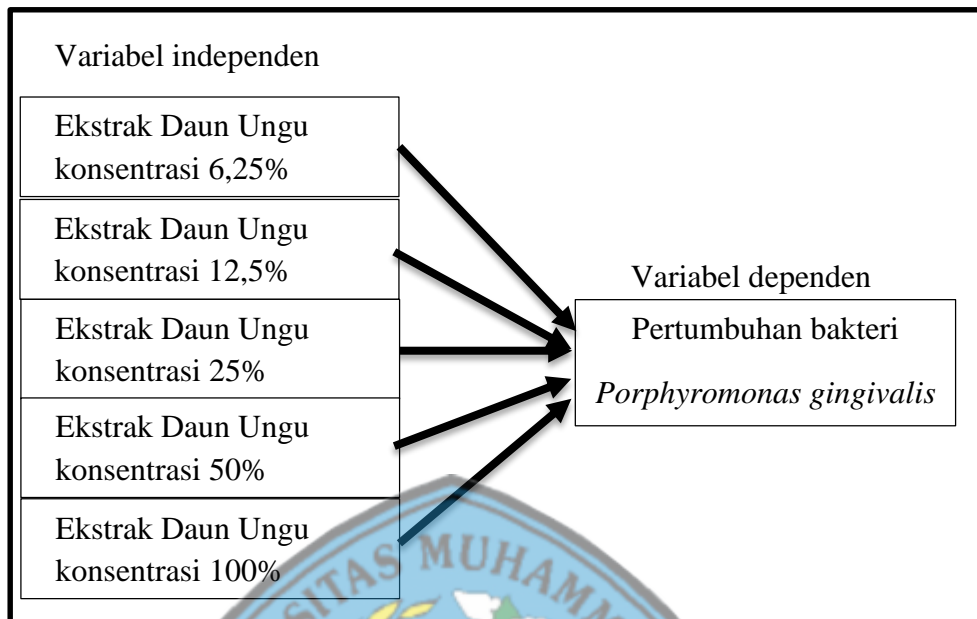 Variabel independen
Ekstrak Daun Ungu
konsentrasi 6,25%
Ekstrak Daun Ungu
konsentrasi 12,5%
Ekstrak Daun Ungu
konsentrasi 25%
Ekstrak Daun Ungu
konsentrasi 50%
Ekstrak Daun Ungu
konsentrasi 100%
Variabel dependen
Pertumbuhan bakteri
Porphyromonas gingivalis